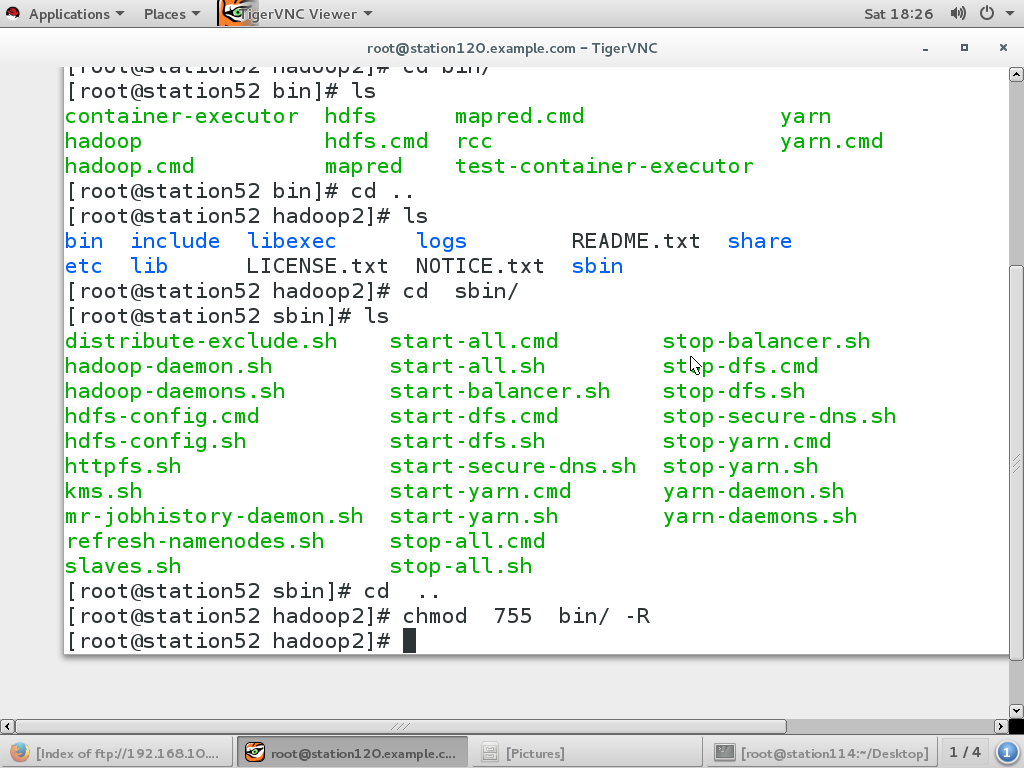 Applications Places TigerVNC Viewer Sat 18:26
root@station120.example.com – TigerVNC
[root@station52 hadoop2]# cd bin/
[root@station52 bin]# ls
container-executor hdfs mapred.cmd yarn
hadoop hdfs.cmd rcc yarn.cmd
hadoop.cmd mapred test-container-executor
[root@station52 bin]# cd ..
[root@station52 hadoop2]# ls
bin include libexec logs README.txt share
etc lib LICENSE.txt NOTICE.txt sbin
[root@station52 hadoop2]# cd  sbin/
[root@station52 sbin]# ls
distribute-exclude.sh start-all.cmd stop-balancer.sh
hadoop-daemon.sh start-all.sh stop-dfs.cmd
hadoop-daemons.sh start-balancer.sh stop-dfs.sh
hdfs-config.cmd start-dfs.cmd stop-secure-dns.sh
hdfs-config.sh start-dfs.sh stop-yarn.cmd
httpfs.sh start-secure-dns.sh stop-yarn.sh
kms.sh start-yarn.cmd yarn-daemon.sh
mr-jobhistory-daemon.sh start-yarn.sh yarn-daemons.sh
refresh-namenodes.sh stop-all.cmd
slaves.sh stop-all.sh
[root@station52 sbin]# cd  ..
[root@station52 hadoop2]# chmod  755  bin/ -R
[root@station52 hadoop2]#
[Index of ftp://192.168.10.... root@station120.example.c... [Pictures] [root@station114:~/Desktop] 1 / 4 1